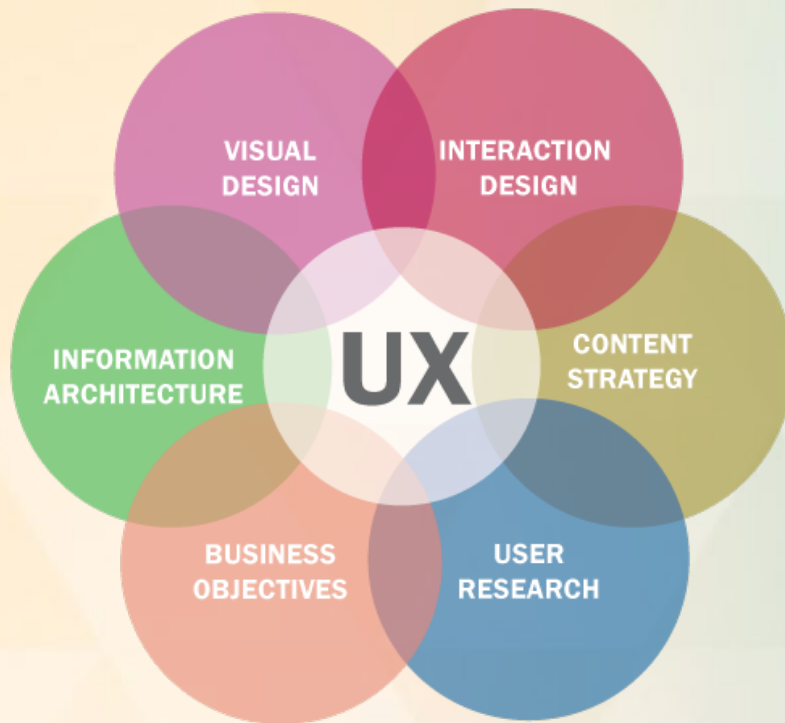 VISUAL
DESIGN
INTERACTION
DESIGN
INFORMATION
ARCHITECTURE
UX
CONTENT
STRATEGY
BUSINESS
OBJECTIVES
USER
RESEARCH